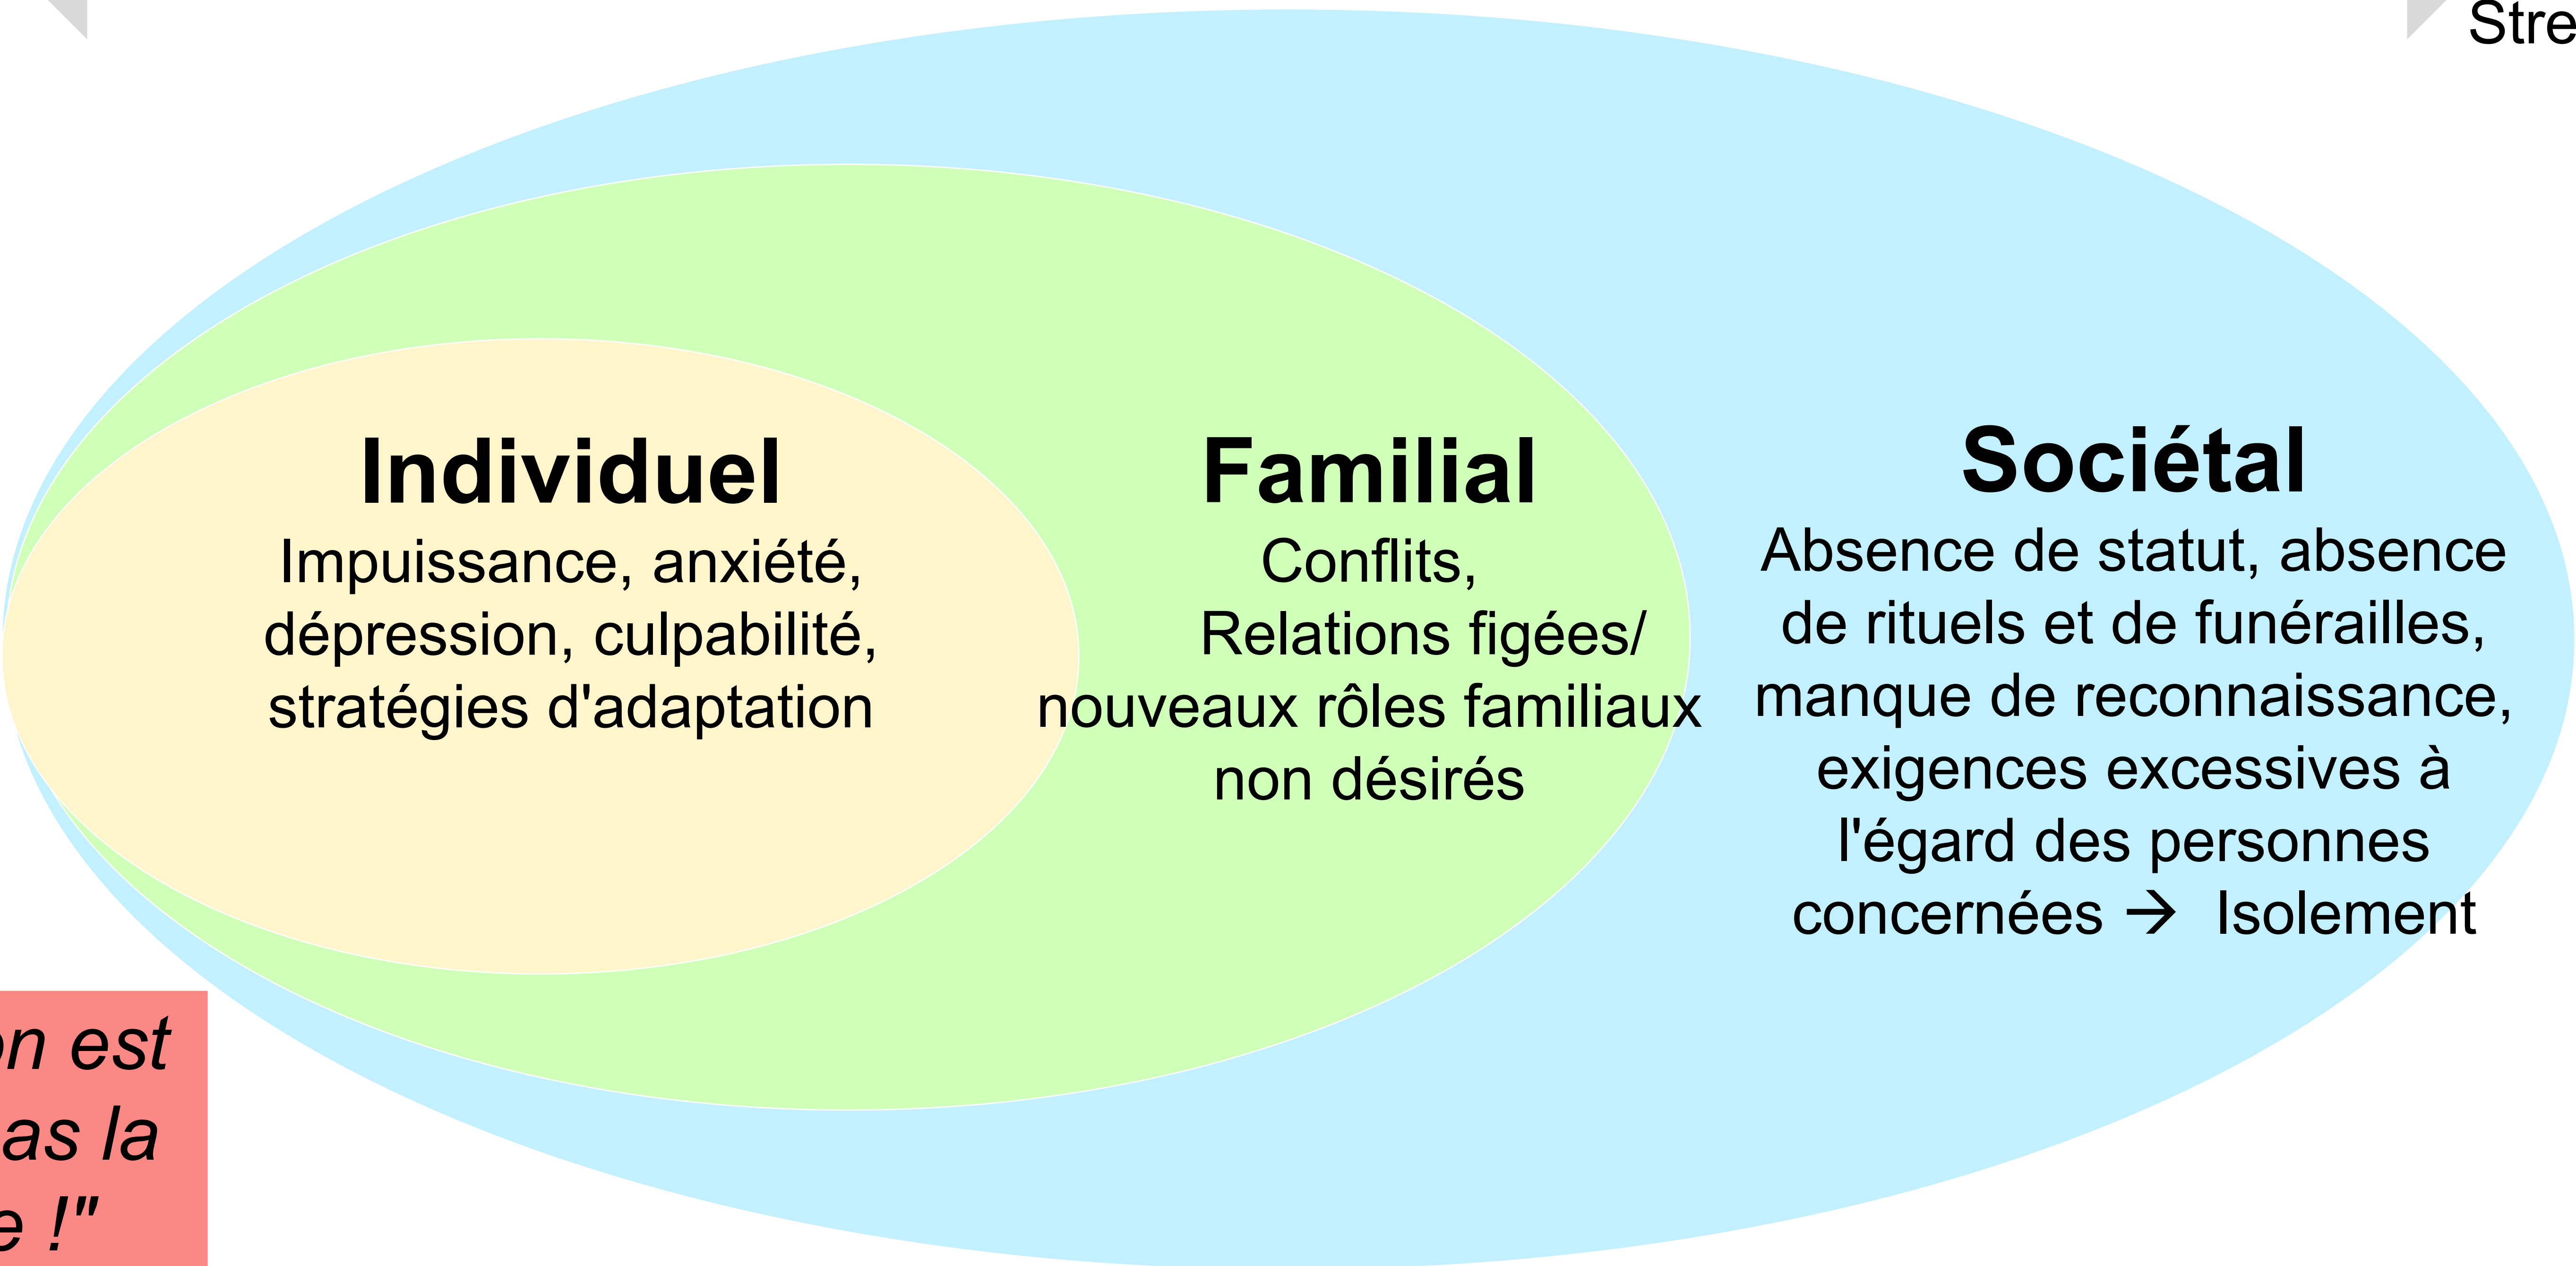 Individuel
Impuissance, anxiété,
dépression, culpabilité,
stratégies d'adaptation
Familial
Conflits,
Relations figées/
nouveaux rôles familiaux
non désirés
Sociétal
Absence de statut, absence
de rituels et de funérailles,
manque de reconnaissance,
exigences excessives à
l'égard des personnes
concernées → Isolement
est
la
!"